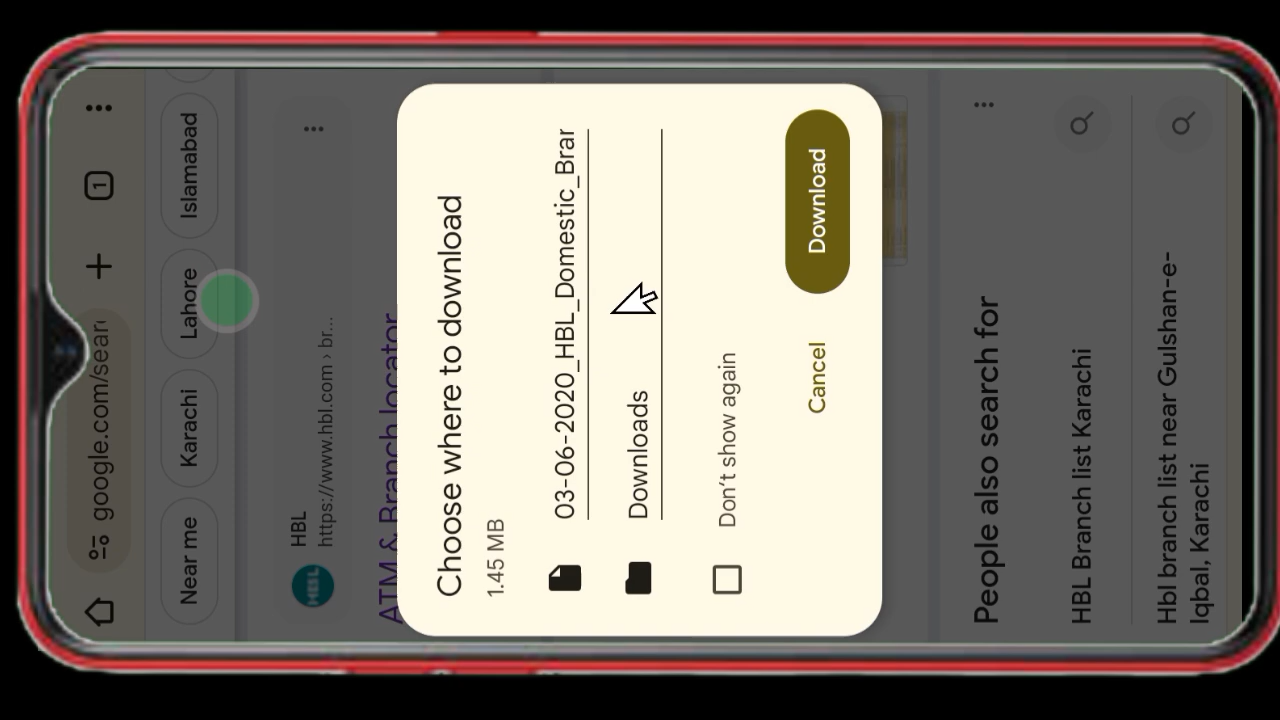 google.com/sear
1
Near me
Karachi
Lahore
Islamabad
HBL
HBL
https://www.hbl.com › br...
ATM & Branch locator
Choose where to download
1.45 MB
03-06-2020_HBL_Domestic_Brar
Downloads
Don't show again
Cancel
Download
People also search for
HBL Branch list Karachi
Hbl branch list near Gulshan-e-
Iqbal, Karachi